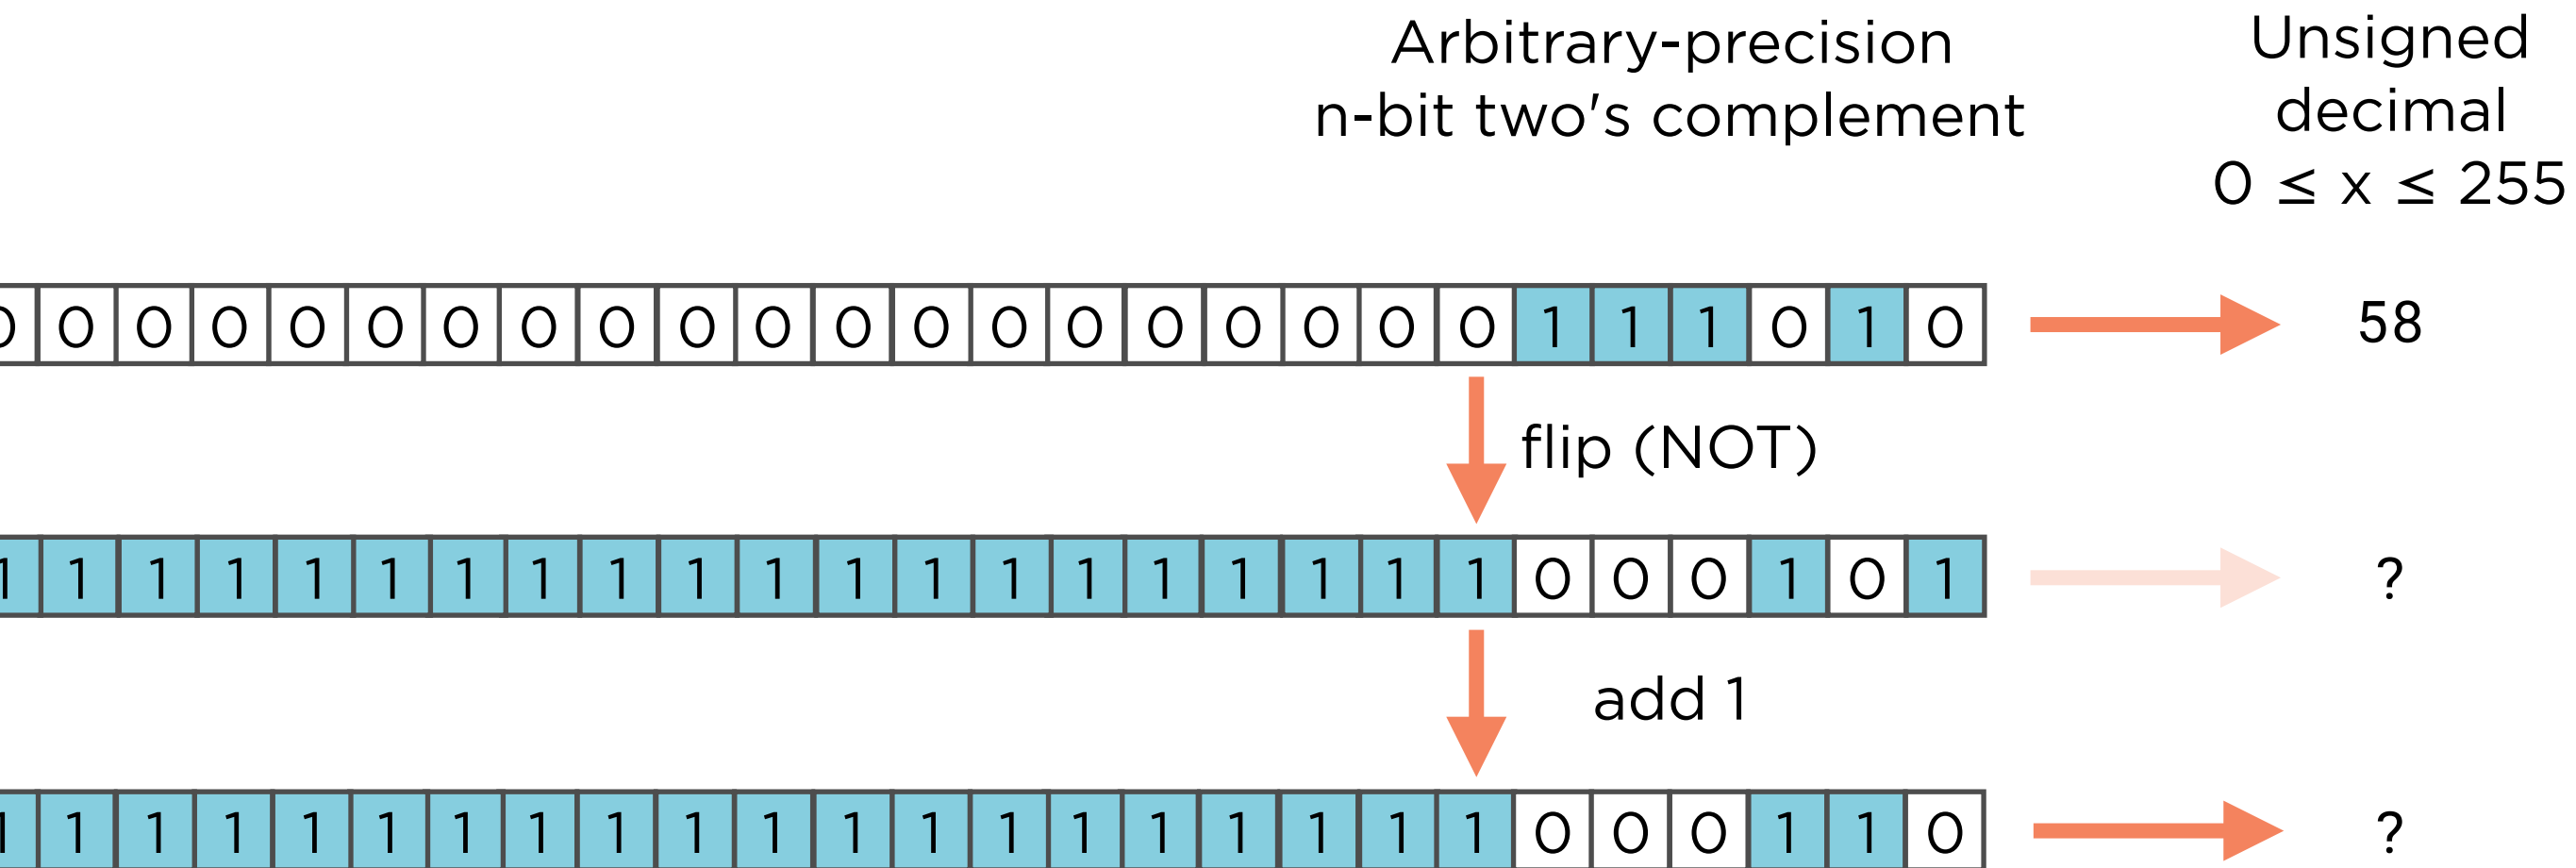 Arbitrary-precision
n-bit two's complement
Unsigned
decimal
0 ≤ x ≤ 255
0 0 0 0 0 0 0 0 0 0 0 0 0 0 0 0 0 0 0 0 1 1 1 0 1 0
58
flip (NOT)
1 1 1 1 1 1 1 1 1 1 1 1 1 1 1 1 1 1 1 1 0 0 0 1 0 1
?
add 1
1 1 1 1 1 1 1 1 1 1 1 1 1 1 1 1 1 1 1 1 0 0 0 1 1 0
?